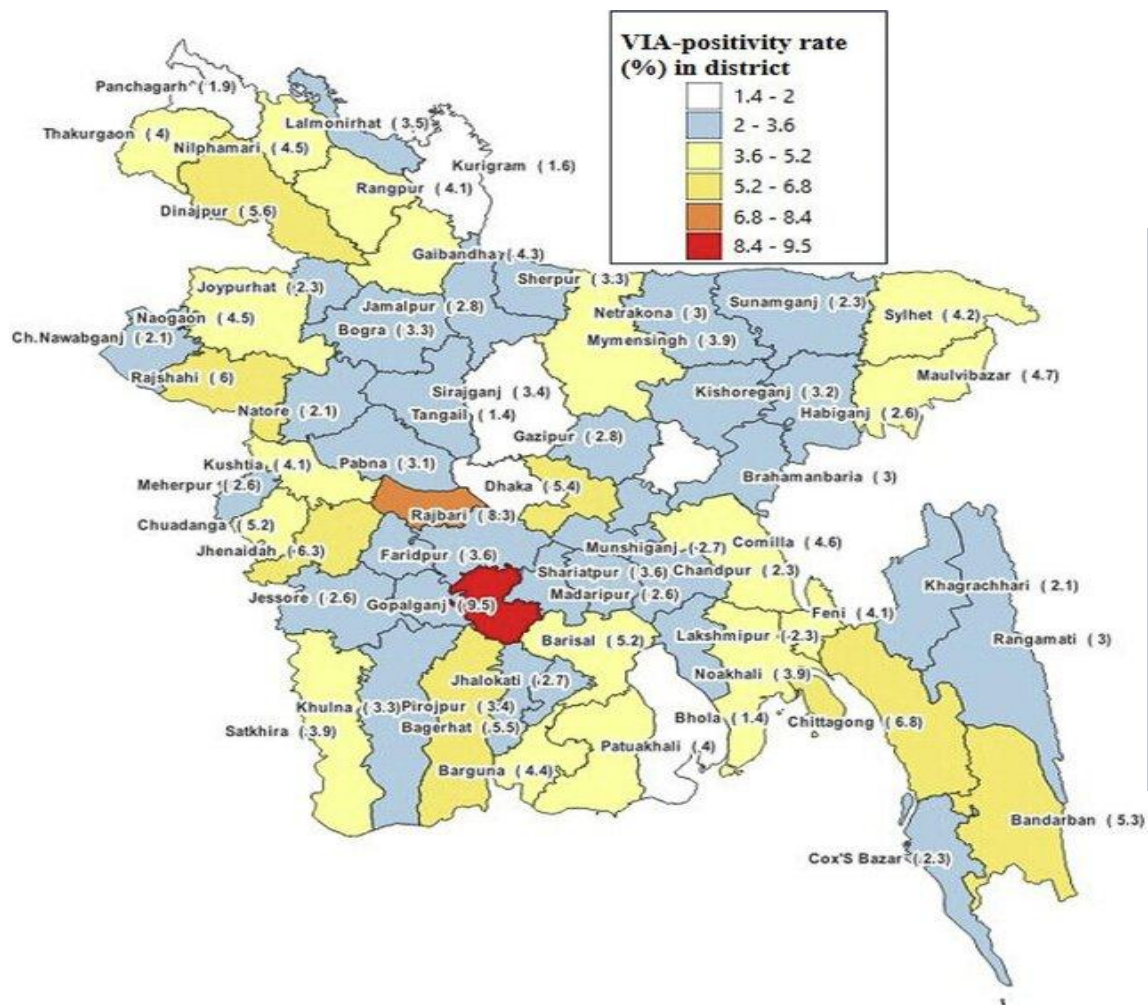 VIA-positivity rate
(%) in district
1.4 - 2
2 - 3.6
3.6 - 5.2
5.2 - 6.8
6.8 - 8.4
8.4 - 9.5
Panchagarh ( 1.9)
Lalmonirhat ( 3.5)
Thakurgaon ( 4)
Nilphamari ( 4.5)
Kurigram ( 1.6)
Rangpur ( 4.1)
Dinajpur ( 5.6)
Gaibandha ( 4.3)
Sherpur ( 3.3)
Joypurhat ( 2.3)
Jamalpur ( 2.8)
Netrakona ( 3)
Sunamganj ( 2.3)
Naogaon ( 4.5)
Sylhet ( 4.2)
Ch.Nawabganj ( 2.1)
Bogra ( 3.3)
Mymensingh ( 3.9)
Rajshahi ( 6)
Maulvibazar ( 4.7)
Sirajganj ( 3.4)
Kishoreganj ( 3.2)
Natore ( 2.1)
Tangail ( 1.4)
Habiganj ( 2.6)
Gazipur ( 2.8)
Kushtia ( 4.1)
Pabna ( 3.1)
Brahamanbaria ( 3)
Meherpur ( 2.6)
Dhaka ( 5.4)
Rajbari ( 8.3)
Chuadanga ( 5.2)
Comilla ( 4.6)
Jhenaidah ( 6.3)
Faridpur ( 3.6)
Munshiganj ( 2.7)
Shariatpur ( 3.6)
Chandpur ( 2.3)
Khagrachhari ( 2.1)
Jessore ( 2.6)
Gopalganj ( 9.5)
Madaripur ( 2.6)
Feni ( 4.1)
Barisal ( 5.2)
Lakshmipur ( 2.3)
Rangamati ( 3)
Jhalokati ( 2.7)
Noakhali ( 3.9)
Khulna ( 3.3)
Pirojpur ( 3.4)
Satkhira ( 3.9)
Bagerhat ( 5.5)
Bhola ( 1.4)
Chittagong ( 6.8)
Patuakhali ( 4)
Barguna ( 4.4)
Bandarban ( 5.3)
Cox'S Bazar ( 2.3)